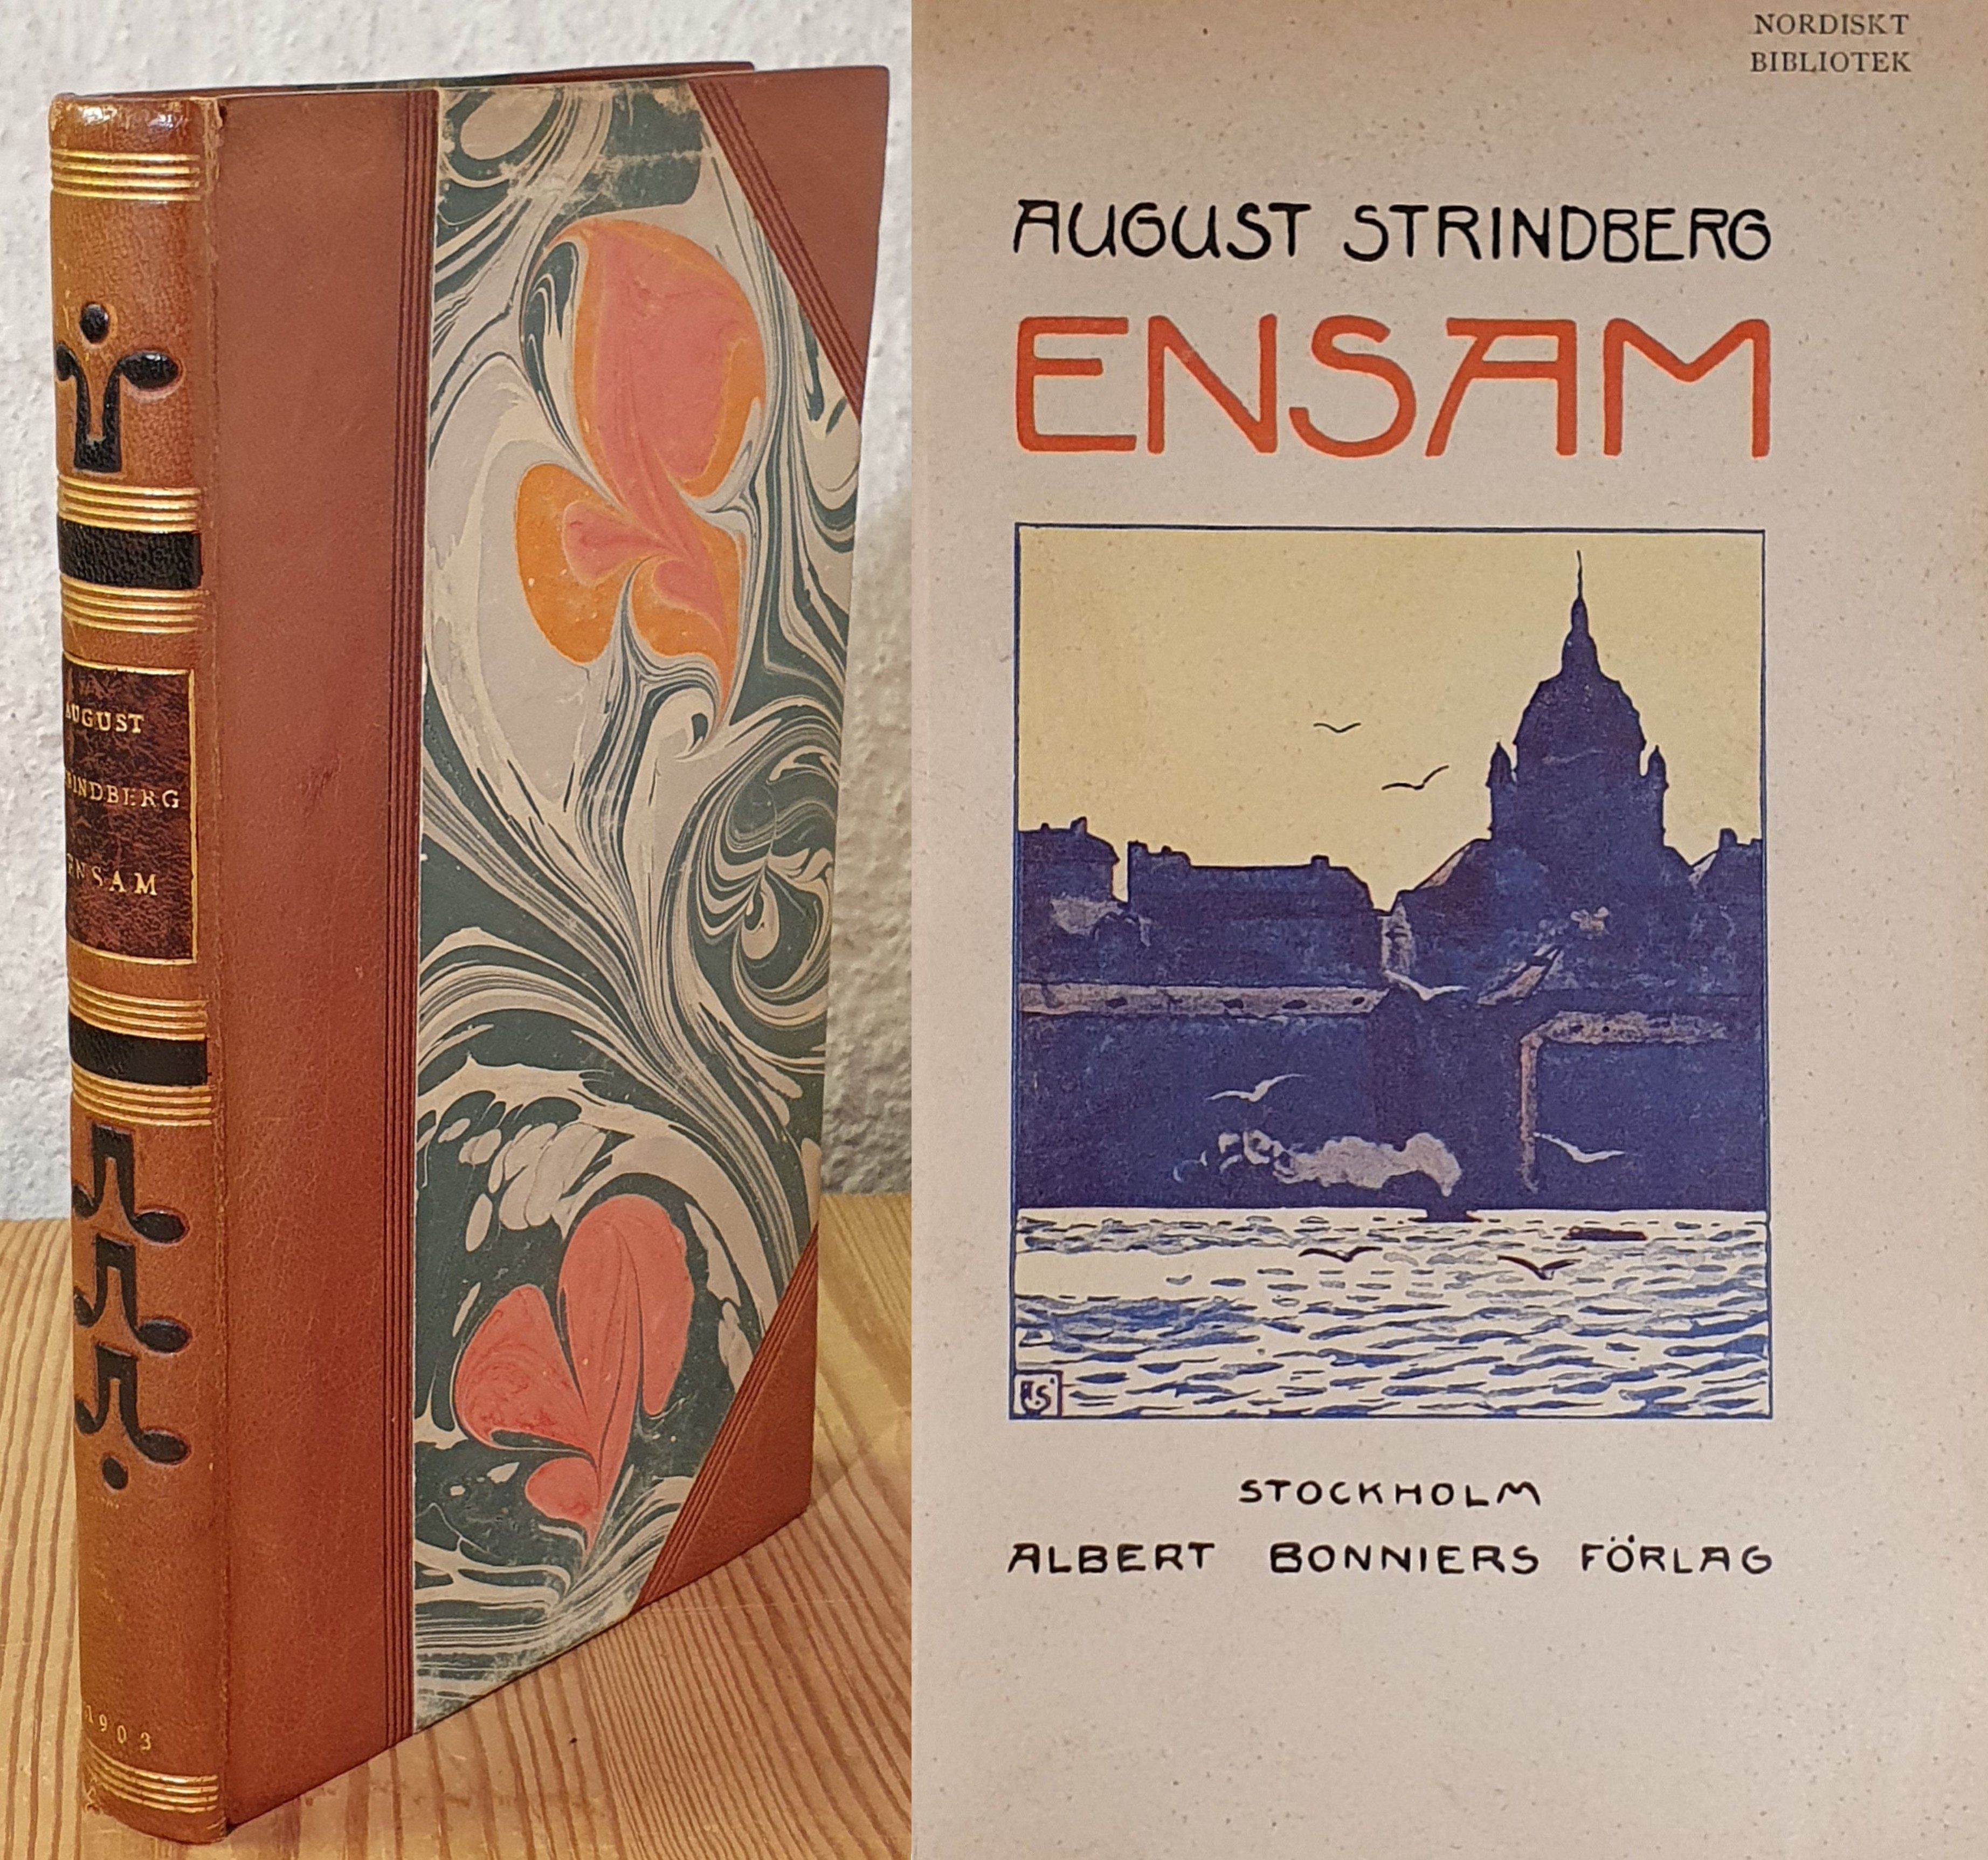 AUGUST
STRINDBERG
ENSAM
1903
NORDISKT
BIBLIOTEK
AUGUST STRINDBERG
ENSAM
STOCKHOLM
ALBERT BONNIERS FÖRLAG